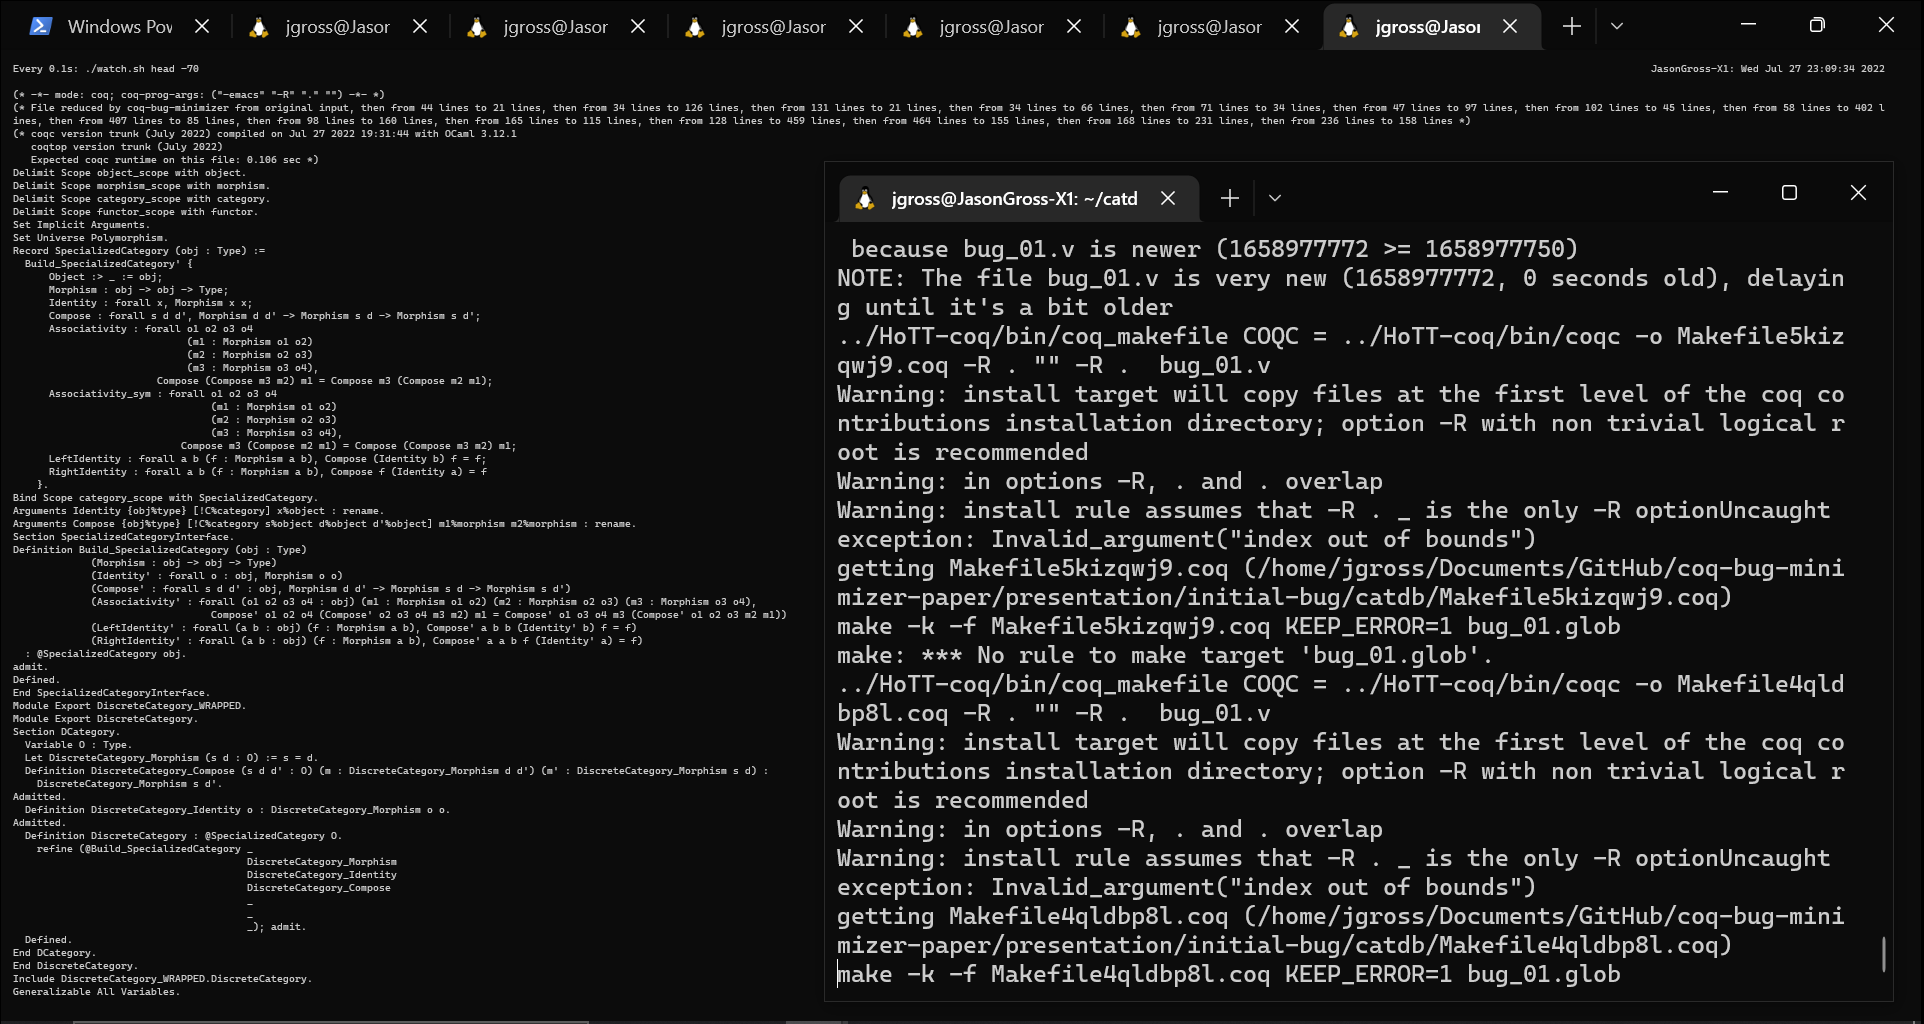 Windows Pov
jgross@Jasor
jgross@Jasor
jgross@Jasor
jgross@Jasor
jgross@Jasor
jgross@Jasor
Every 0.1s: ./watch.sh head -70
JasonGross-X1: Wed Jul 27 23:09:34 2022
(* -*- mode: coq; coq-prog-args: ("-emacs" "-R" "." "") -*- *)
(* File reduced by coq-bug-minimizer from original input, then from 44 lines to 21 lines, then from 34 lines to 126 lines, then from 131 lines to 21 lines, then from 34 lines to 66 lines, then from 71 lines to 34 lines, then from 47 lines to 97 lines, then from 102 lines to 45 lines, then from 58 lines to 402 l
ines, then from 407 lines to 85 lines, then from 98 lines to 160 lines, then from 165 lines to 115 lines, then from 128 lines to 459 lines, then from 464 lines to 155 lines, then from 168 lines to 231 lines, then from 236 lines to 158 lines *)
(* coqc version trunk (July 2022) compiled on Jul 27 2022 19:31:44 with OCaml 3.12.1
   coqtop version trunk (July 2022)
   Expected coqc runtime on this file: 0.106 sec *)
Delimit Scope object_scope with object.
Delimit Scope morphism_scope with morphism.
Delimit Scope category_scope with category.
Delimit Scope functor_scope with functor.
Set Implicit Arguments.
Set Universe Polymorphism.
Record SpecializedCategory (obj : Type) :=
  Build_SpecializedCategory' {
      Object :> _ := obj;
      Morphism : obj -> obj -> Type;
      Identity : forall x, Morphism x x;
      Compose : forall s d d', Morphism d d' -> Morphism s d -> Morphism s d';
      Associativity : forall o1 o2 o3 o4
                             (m1 : Morphism o1 o2)
                             (m2 : Morphism o2 o3)
                             (m3 : Morphism o3 o4),
                        Compose (Compose m3 m2) m1 = Compose m3 (Compose m2 m1);
      Associativity_sym : forall o1 o2 o3 o4
                                 (m1 : Morphism o1 o2)
                                 (m2 : Morphism o2 o3)
                                 (m3 : Morphism o3 o4),
                            Compose m3 (Compose m2 m1) = Compose (Compose m3 m2) m1;
      LeftIdentity : forall a b (f : Morphism a b), Compose (Identity b) f = f;
      RightIdentity : forall a b (f : Morphism a b), Compose f (Identity a) = f
    }.
Bind Scope category_scope with SpecializedCategory.
Arguments Identity {obj%type} [!C%category] x%object : rename.
Arguments Compose {obj%type} [!C%category s%object d%object d'%object] m1%morphism m2%morphism : rename.
Section SpecializedCategoryInterface.
Definition Build_SpecializedCategory (obj : Type)
             (Morphism : obj -> obj -> Type)
             (Identity' : forall o : obj, Morphism o o)
             (Compose' : forall s d d' : obj, Morphism d d' -> Morphism s d -> Morphism s d')
             (Associativity' : forall (o1 o2 o3 o4 : obj) (m1 : Morphism o1 o2) (m2 : Morphism o2 o3) (m3 : Morphism o3 o4),
                                 Compose' o1 o2 o4 (Compose' o2 o3 o4 m3 m2) m1 = Compose' o1 o3 o4 m3 (Compose' o1 o2 o3 m2 m1))
             (LeftIdentity' : forall (a b : obj) (f : Morphism a b), Compose' a b b (Identity' b) f = f)
             (RightIdentity' : forall (a b : obj) (f : Morphism a b), Compose' a a b f (Identity' a) = f)
  : @SpecializedCategory obj.
admit.
Defined.
End SpecializedCategoryInterface.
Module Export DiscreteCategory_WRAPPED.
Module Export DiscreteCategory.
Section DCategory.
  Variable O : Type.
  Let DiscreteCategory_Morphism (s d : O) := s = d.
  Definition DiscreteCategory_Compose (s d d' : O) (m : DiscreteCategory_Morphism d d') (m' : DiscreteCategory_Morphism s d) :
    DiscreteCategory_Morphism s d'.
Admitted.
  Definition DiscreteCategory_Identity o : DiscreteCategory_Morphism o o.
Admitted.
  Definition DiscreteCategory : @SpecializedCategory O.
    refine (@Build_SpecializedCategory _
                                       DiscreteCategory_Morphism
                                       DiscreteCategory_Identity
                                       DiscreteCategory_Compose
                                       _
                                       _
                                       _); admit.
  Defined.
End DCategory.
End DiscreteCategory.
Include DiscreteCategory_WRAPPED.DiscreteCategory.
Generalizable All Variables.
jgross@JasonGross-X1: ~/catd
 because bug_01.v is newer (1658977772 >= 1658977750)
NOTE: The file bug_01.v is very new (1658977772, 0 seconds old), delayin
g until it's a bit older
../HoTT-coq/bin/coq_makefile COQC = ../HoTT-coq/bin/coqc -o Makefile5kiz
qwj9.coq -R . "" -R .  bug_01.v
Warning: install target will copy files at the first level of the coq co
ntributions installation directory; option -R with non trivial logical r
oot is recommended
Warning: in options -R, . and . overlap
Warning: install rule assumes that -R . _ is the only -R optionUncaught
exception: Invalid_argument("index out of bounds")
getting Makefile5kizqwj9.coq (/home/jgross/Documents/GitHub/coq-bug-mini
mizer-paper/presentation/initial-bug/catdb/Makefile5kizqwj9.coq)
make -k -f Makefile5kizqwj9.coq KEEP_ERROR=1 bug_01.glob
make: *** No rule to make target 'bug_01.glob'.
../HoTT-coq/bin/coq_makefile COQC = ../HoTT-coq/bin/coqc -o Makefile4qld
bp8l.coq -R . "" -R .  bug_01.v
Warning: install target will copy files at the first level of the coq co
ntributions installation directory; option -R with non trivial logical r
oot is recommended
Warning: in options -R, . and . overlap
Warning: install rule assumes that -R . _ is the only -R optionUncaught
exception: Invalid_argument("index out of bounds")
getting Makefile4qldbp8l.coq (/home/jgross/Documents/GitHub/coq-bug-mini
mizer-paper/presentation/initial-bug/catdb/Makefile4qldbp8l.coq)
make -k -f Makefile4qldbp8l.coq KEEP_ERROR=1 bug_01.glob